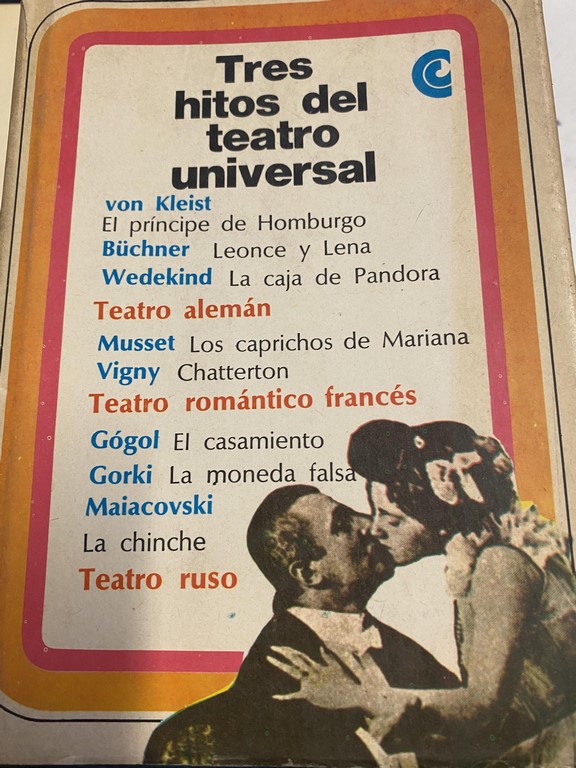 Tres
hitos del
teatro
universal
von Kleist
El príncipe de Homburgo
Büchner Leonce y Lena
Wedekind La caja de Pandora
Teatro alemán
Musset Los caprichos de Mariana
Vigny Chatterton
Teatro romántico francés
Gógol El casamiento
Gorki La moneda falsa
Maiacovski
La chinche
Teatro ruso